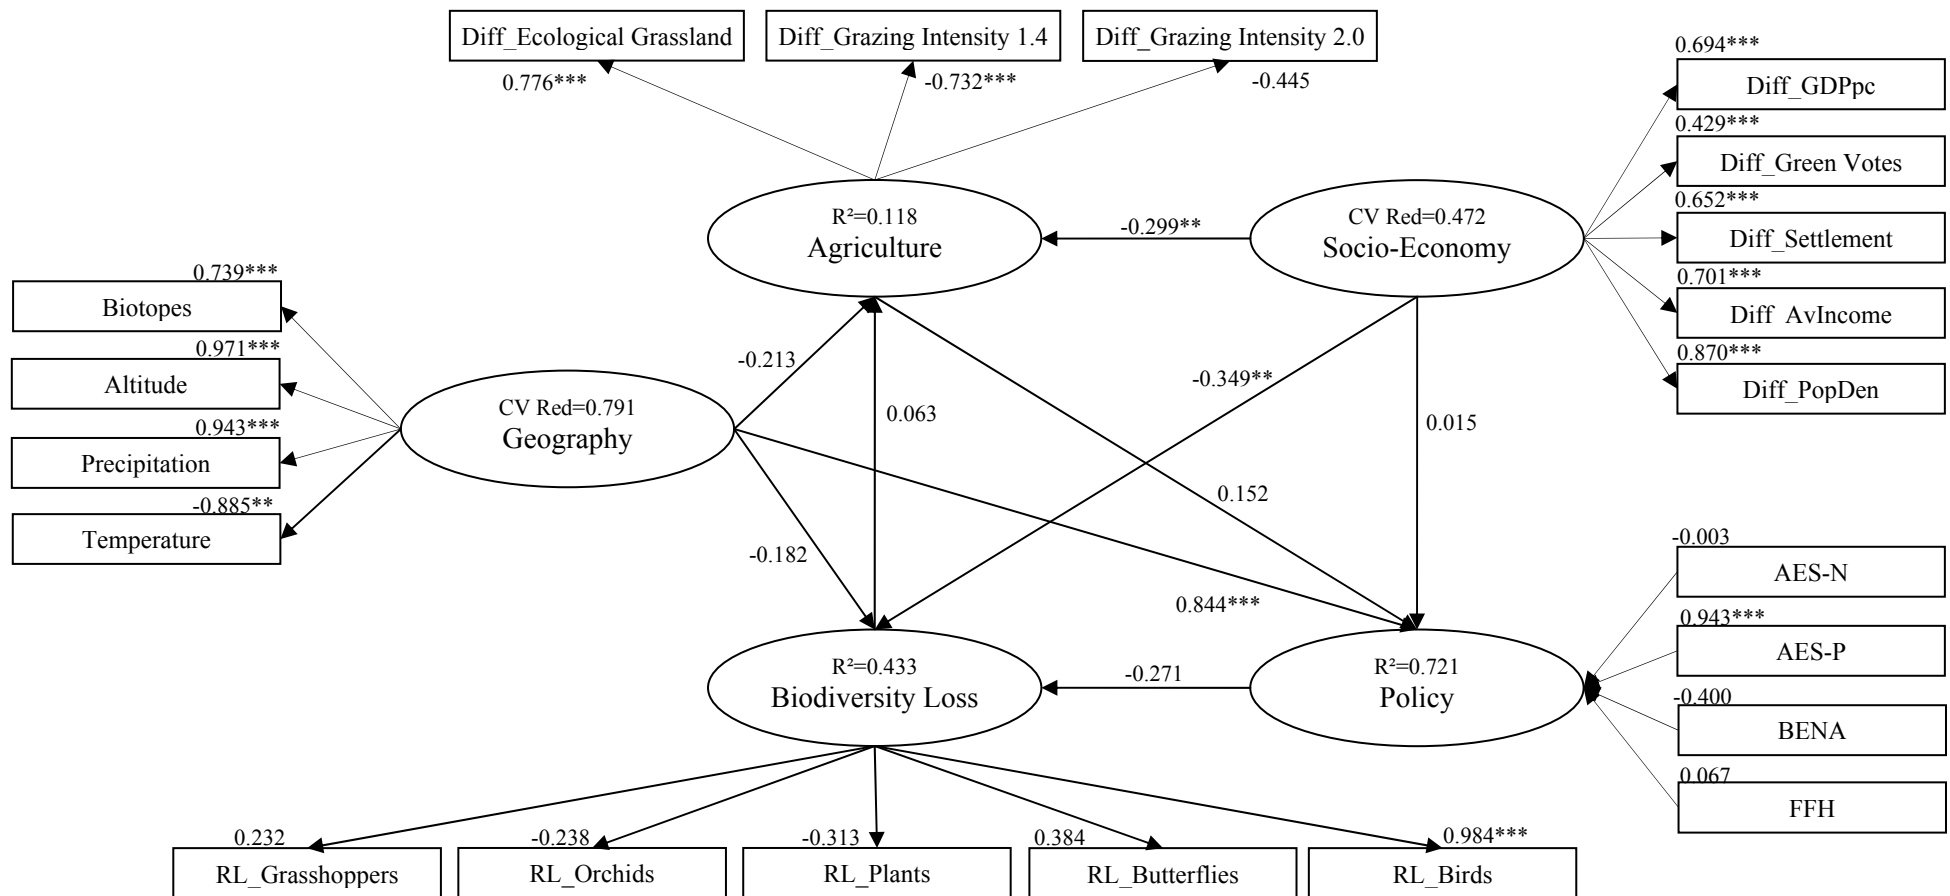 Diff_Ecological Grassland
Diff_Grazing Intensity 1.4
Diff_Grazing Intensity 2.0
0.776***
-0.732***
-0.445
0.694***
Diff_GDPpc
0.429***
Diff_Green Votes
0.652***
Diff_Settlement
0.701***
Diff_AvIncome
0.870***
Diff_PopDen
R²=0.118
Agriculture
-0.299**
CV Red=0.472
Socio-Economy
0.739***
Biotopes
0.971***
Altitude
0.943***
Precipitation
-0.885**
Temperature
CV Red=0.791
Geography
-0.213
0.063
-0.349**
0.015
0.152
-0.182
0.844***
R²=0.433
Biodiversity Loss
-0.271
R²=0.721
Policy
-0.003
AES-N
0.943***
AES-P
-0.400
BENA
0.067
FFH
0.232
RL_Grasshoppers
-0.238
RL_Orchids
-0.313
RL_Plants
0.384
RL_Butterflies
0.984***
RL_Birds